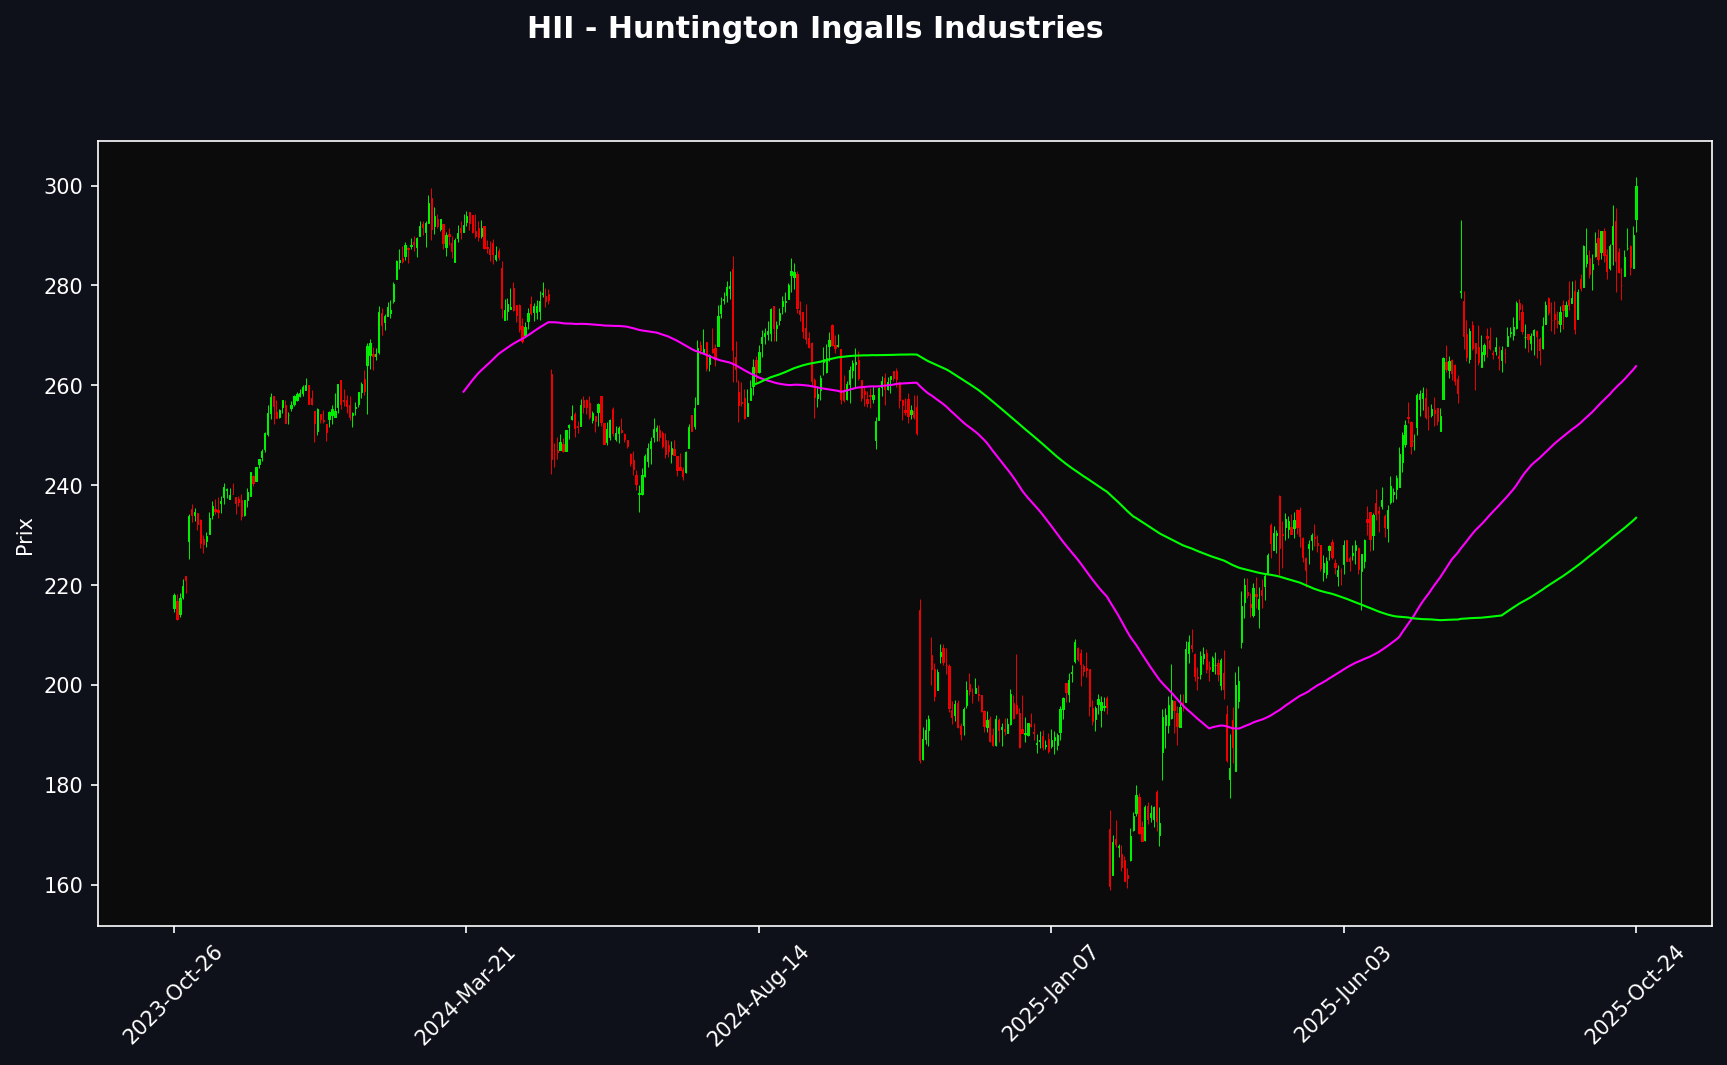 HII - Huntington Ingalls Industries
Prix
300
280
260
240
220
200
180
160
2023-Oct-26
2024-Mar-21
2024-Aug-14
2025-Jan-07
2025-Jun-03
2025-Oct-24